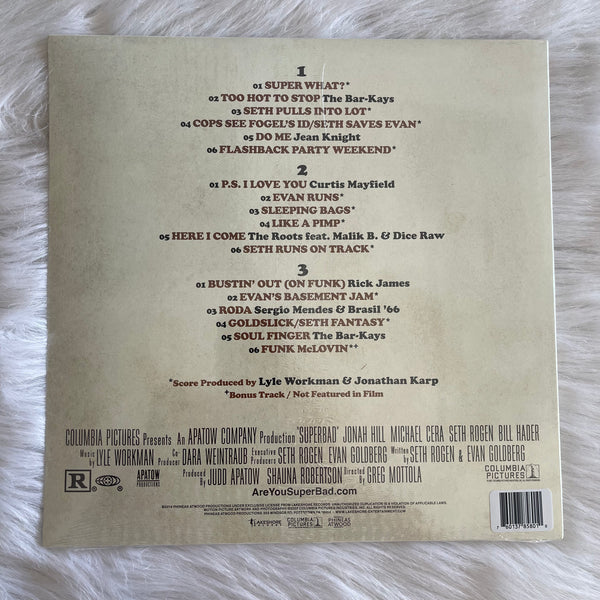 1
01 SUPER WHAT?*
02 TOO HOT TO STOP The Bar-Kays
03 SETH PULLS INTO LOT*
04 COPS SEE FOGEL'S ID/SETH SAVES EVAN*
05 DO ME Jean Knight
06 FLASHBACK PARTY WEEKEND*
2
01 P.S. I LOVE YOU Curtis Mayfield
02 EVAN RUNS*
03 SLEEPING BAGS*
04 LIKE A PIMP*
05 HERE I COME The Roots feat. Malik B. & Dice Raw
06 SETH RUNS ON TRACK*
3
01 BUSTIN' OUT (ON FUNK) Rick James
02 EVAN'S BASEMENT JAM*
03 RODA Sergio Mendes & Brasil '66
04 GOLDSLICK/SETH FANTASY*
05 SOUL FINGER The Bar-Kays
06 FUNK McLOVIN*+
*Score Produced by Lyle Workman & Jonathan Karp
+Bonus Track / Not Featured in Film
COLUMBIA PICTURES Presents An APATOW COMPANY Production 'SUPERBAD' JONAH HILL MICHAEL CERA SETH ROGEN BILL HADER
Music by LYLE WORKMAN Co-Producer DARA WEINTRAUB Executive Producers SETH ROGEN EVAN GOLDBERG Written by SETH ROGEN & EVAN GOLDBERG
Produced by JUDD APATOW SHAUNA ROBERTSON Directed by GREG MOTTOLA
R
APATOW PRODUCTIONS
COLUMBIA PICTURES
AreYouSuperBad.com
LAKESHORE
COLUMBIA PICTURES
PHINEAS ATWOOD